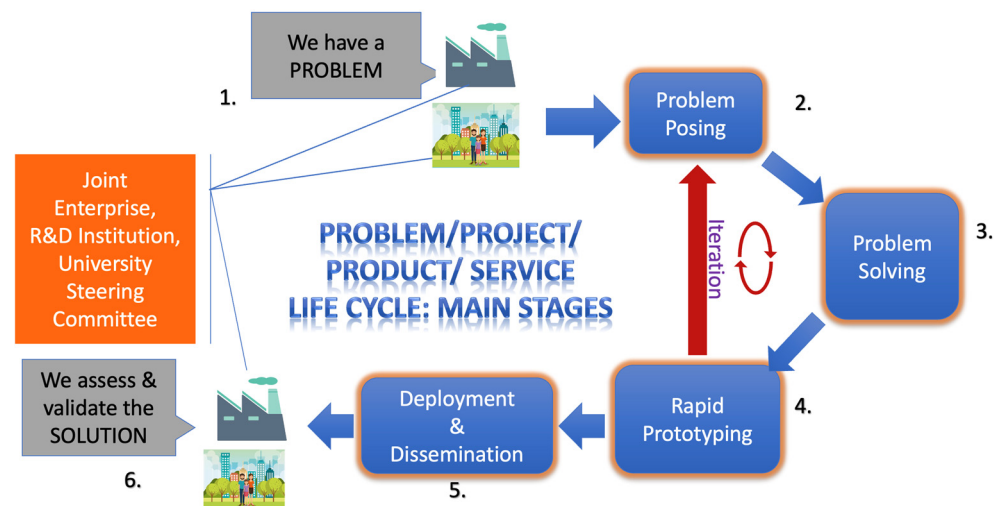 We have a
PROBLEM
1.
Problem
Posing
2.
Joint
Enterprise,
R&D Institution,
University
Steering
Committee
PROBLEM/PROJECT/
PRODUCT/ SERVICE
LIFE CYCLE: MAIN STAGES
Iteration
Problem
Solving
3.
Rapid
Prototyping
4.
Deployment
&
Dissemination
5.
We assess &
validate the
SOLUTION
6.